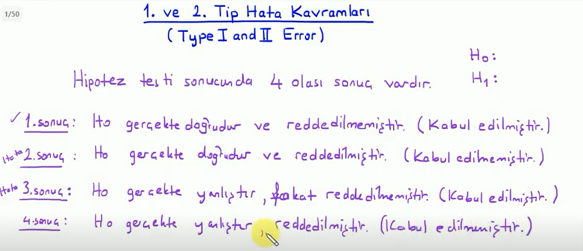 1/50
1. ve 2. Tip Hata Kavramları
(Type I and II Error)
H0:
H1:
Hipotez testi sonucunda 4 olası sonuç vardır.
✓ 1. sonuç: Ho gerçekte doğrudur ve reddedilmemiştir. (Kabul edilmiştir.)
Hata 2. sonuç: Ho gerçekte doğrudur ve reddedilmiştir. (Kabul edilmemiştir.)
Hata 3. sonuç: Ho gerçekte yanlıştır, fakat reddedilmemiştir. (Kabul edilmiştir.)
4. sonuç: Ho gerçekte yanlıştır, reddedilmiştir. (Kabul edilmemiştir.)